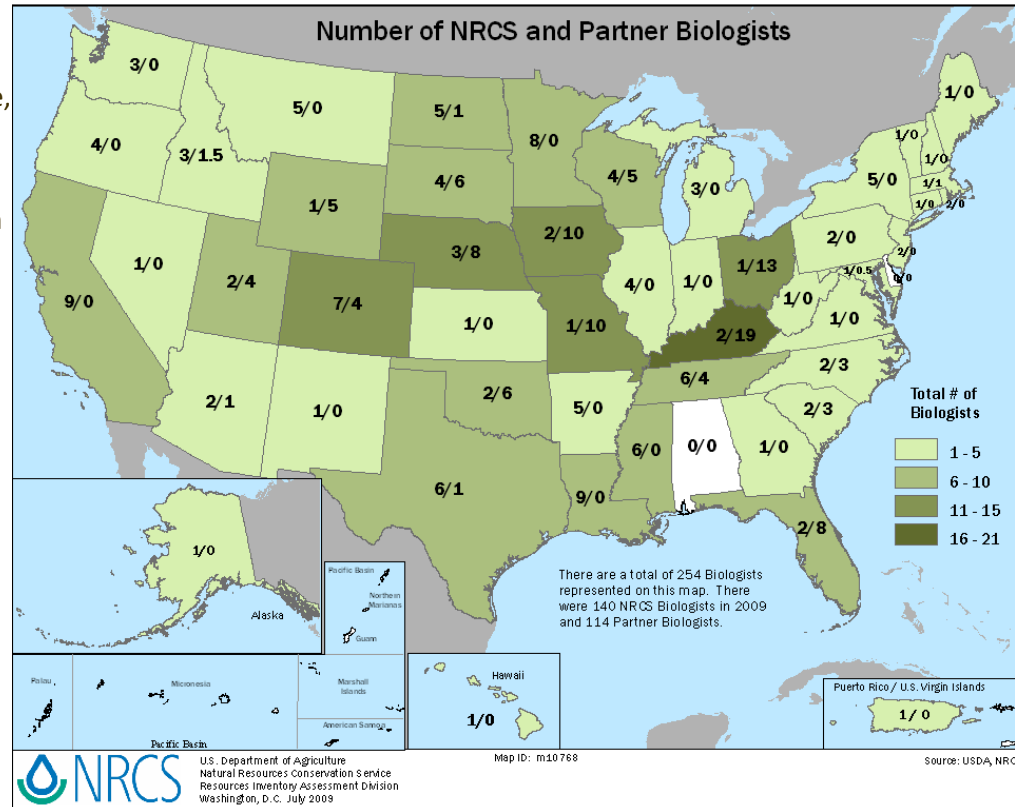 Number of NRCS and Partner Biologists
e,
3/0
5/0
5/1
8/0
1/0
4/0
3/1.5
4/6
4/5
3/0
1/0
1/0
5/0
1/1
1/0
2/0
1/5
3/8
2/10
1/13
2/0
2/0
9/0
1/0
2/4
7/4
1/0
1/10
4/0
1/0
2/19
1/0
1/0.5
0/0
1/0
2/1
1/0
2/6
5/0
6/4
2/3
2/3
6/1
9/0
6/0
0/0
1/0
2/8
Total # of
Biologists
1 - 5
6 - 10
11 - 15
16 - 21
There are a total of 254 Biologists
represented on this map. There
were 140 NRCS Biologists in 2009
and 114 Partner Biologists.
1/0
Alaska
Pacific Basin
Northern
Marianas
Guam
Palau
Micronesia
Marshall
Islands
American Samoa
Pacific Basin
Hawaii
1/0
Puerto Rico / U.S. Virgin Islands
1/ 0
NRCS
U.S. Department of Agriculture
Natural Resources Conservation Service
Resources Inventory Assessment Division
Washington, D.C. July 2009
Map ID: m10768
Source: USDA, NRC